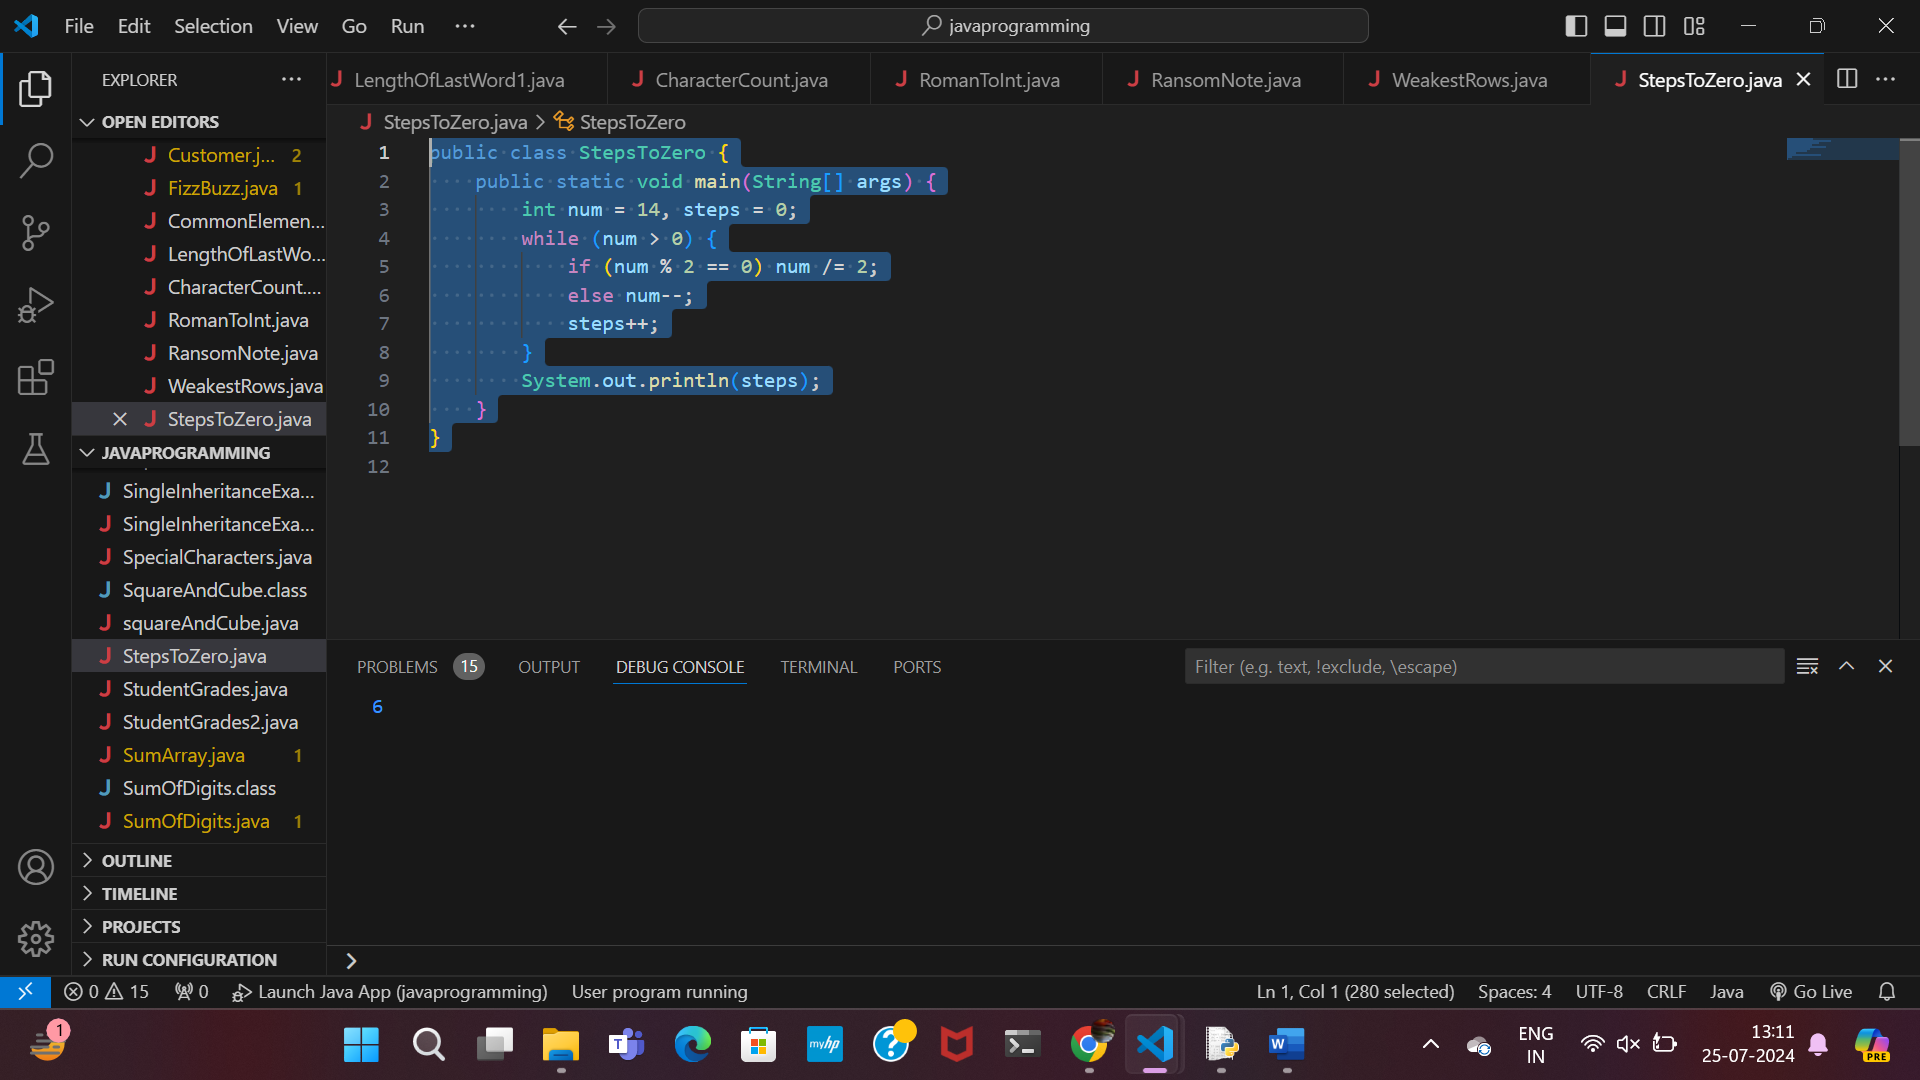 File Edit Selection View Go Run ··· javaprogramming
EXPLORER ···
OPEN EDITORS
Customer.j... 2
FizzBuzz.java 1
CommonElemen...
LengthOfLastWo...
CharacterCount....
RomanToInt.java
RansomNote.java
WeakestRows.java
StepsToZero.java
JAVAPROGRAMMING
SingleInheritanceExa...
SingleInheritanceExa...
SpecialCharacters.java
SquareAndCube.class
squareAndCube.java
StepsToZero.java
StudentGrades.java
StudentGrades2.java
SumArray.java 1
SumOfDigits.class
SumOfDigits.java 1
OUTLINE
TIMELINE
PROJECTS
RUN CONFIGURATION
LengthOfLastWord1.java CharacterCount.java RomanToInt.java RansomNote.java WeakestRows.java StepsToZero.java ···
StepsToZero.java > StepsToZero
1 public class StepsToZero {
2 public static void main(String[] args) {
3 int num = 14, steps = 0;
4 while (num > 0) {
5 if (num % 2 == 0) num /= 2;
6 else num--;
7 steps++;
8 }
9 System.out.println(steps);
10 }
11 }
12
PROBLEMS 15 OUTPUT DEBUG CONSOLE TERMINAL PORTS Filter (e.g. text, !exclude, \escape)
6
>
0 15 0 Launch Java App (javaprogramming) User program running Ln 1, Col 1 (280 selected) Spaces: 4 UTF-8 CRLF Java Go Live
1 T myhp ? W ENG IN 13:11 25-07-2024 PRE